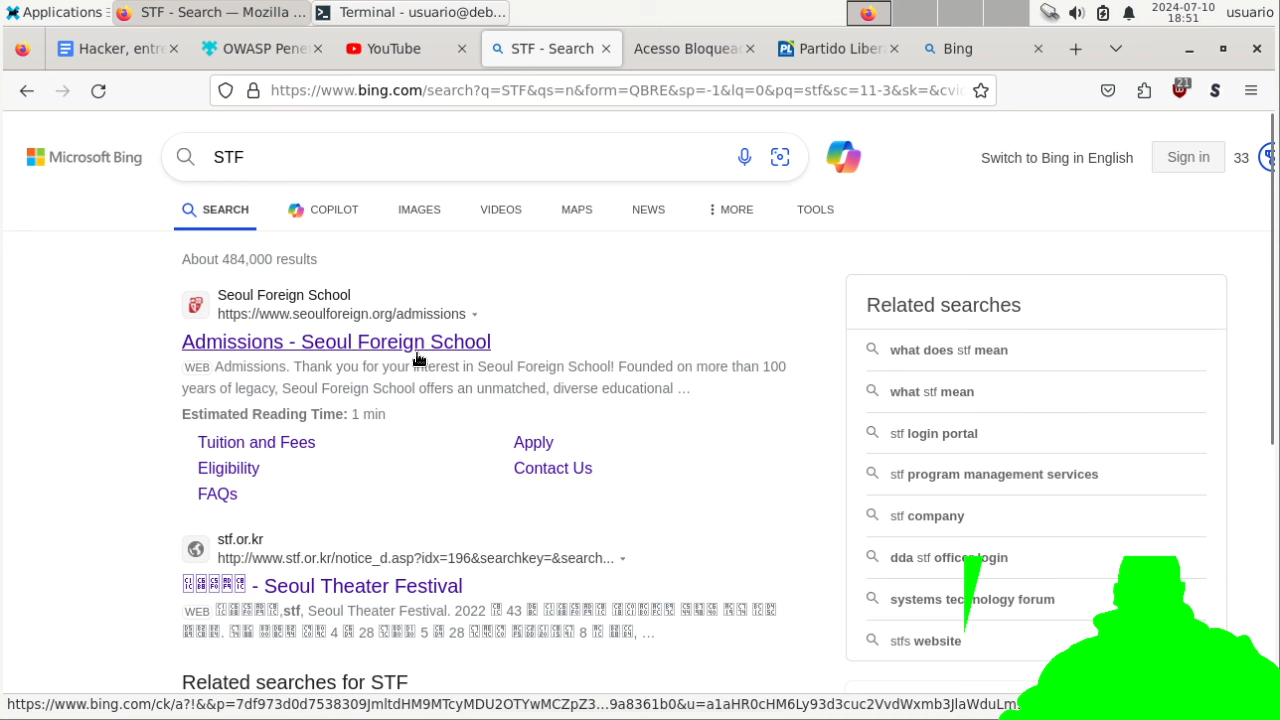 Applications
STF - Search — Mozilla ...
Terminal - usuario@deb...
2024-07-10
18:51
usuario
Hacker, entre
OWASP Pene
YouTube
STF - Search
Acesso Bloquead
Partido Liber
Bing
https://www.bing.com/search?q=STF&qs=n&form=QBRE&sp=-1&lq=0&pq=stf&sc=11-3&sk=&cvi
21
Microsoft Bing
STF
Switch to Bing in English
Sign in
33
SEARCH
COPILOT
IMAGES
VIDEOS
MAPS
NEWS
MORE
TOOLS
About 484,000 results
Seoul Foreign School
https://www.seoulforeign.org/admissions
Admissions - Seoul Foreign School
WEB Admissions. Thank you for your interest in Seoul Foreign School! Founded on more than 100
years of legacy, Seoul Foreign School offers an unmatched, diverse educational …
Estimated Reading Time: 1 min
Tuition and Fees
Apply
Eligibility
Contact Us
FAQs
stf.or.kr
http://www.stf.or.kr/notice_d.asp?idx=196&searchkey=&search...
- Seoul Theater Festival
WEB ,stf, Seoul Theater Festival. 2022 43
4 28 5 28 8 , …
Related searches for STF
Related searches
what does stf mean
what stf mean
stf login portal
stf program management services
stf company
dda stf office login
systems technology forum
stfs website
https://www.bing.com/ck/a?!&&p=7df973d0d7538309JmltdHM9MTcyMDU2OTYwMCZpZ3...9a8361b0&u=a1aHR0cHM6Ly93d3cuc2VvdWxmb3JlaWduLm